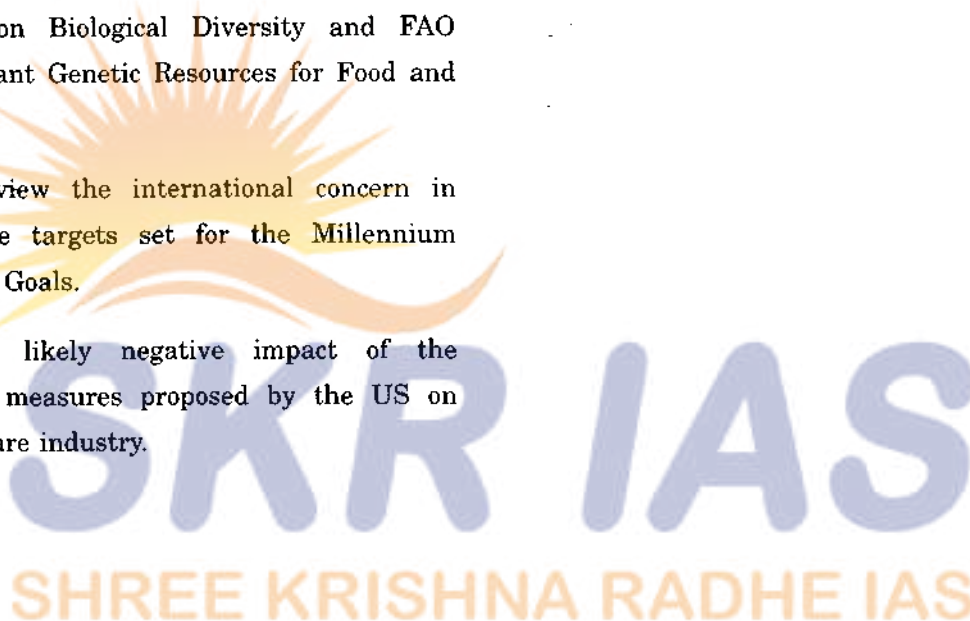 on Biological Diversity and FAO
ant Genetic Resources for Food and
view the international concern in
e targets set for the Millennium
Goals.
likely negative impact of the
measures proposed by the US on
are industry.
SKR IAS
SHREE KRISHNA RADHE IAS